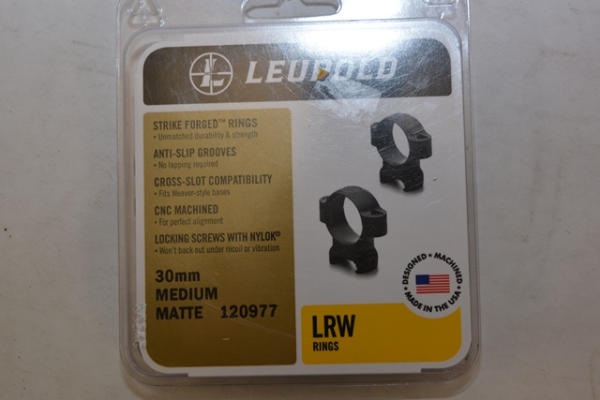 LEUPOLD
STRIKE FORGED™ RINGS
• Unmatched durability & strength
ANTI-SLIP GROOVES
• No lapping required
CROSS-SLOT COMPATIBILITY
• Fits Weaver-style bases
CNC MACHINED
• For perfect alignment
LOCKING SCREWS WITH NYLOK®
• Won't back out under recoil or vibration
30mm
MEDIUM
MATTE 120977
LRW
RINGS
• DESIGNED • MACHINED •
MADE IN THE USA